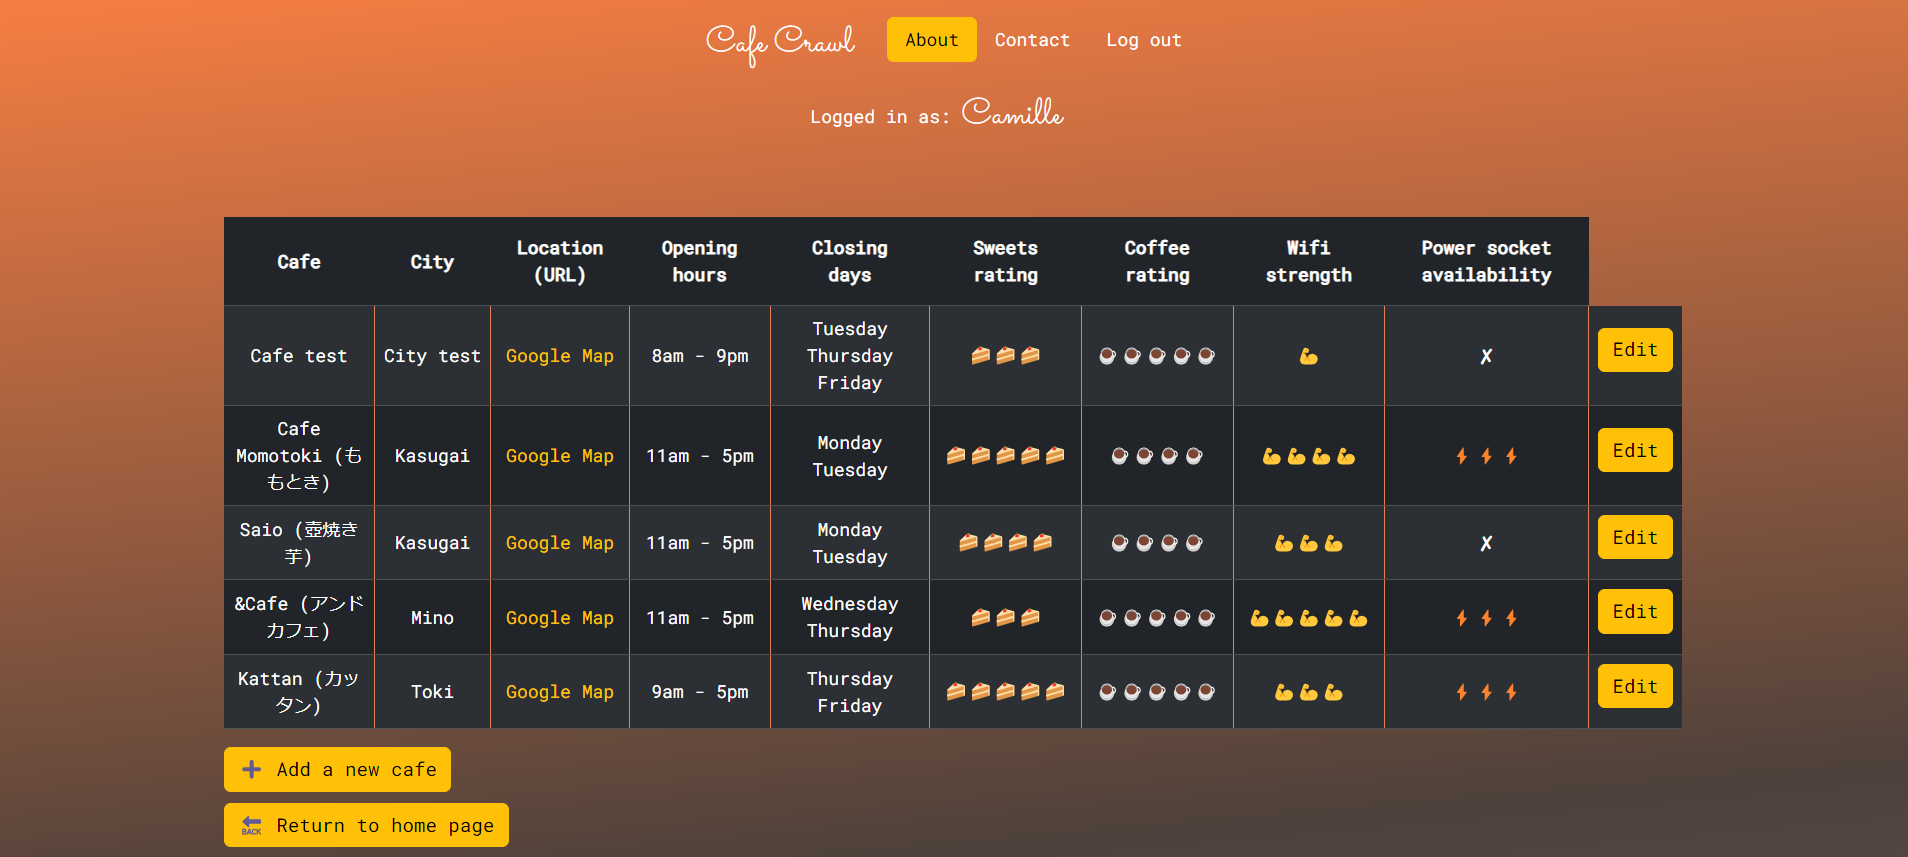 Cafe Crawl About Contact Log out
Logged in as: Camille
Cafe City Location (URL) Opening hours Closing days Sweets rating Coffee rating Wifi strength Power socket availability
Cafe test City test Google Map 8am - 9pm Tuesday Thursday Friday 🍰🍰🍰 ☕☕☕☕☕ 💪 ✘ Edit
Cafe Momotoki (ももとき) Kasugai Google Map 11am - 5pm Monday Tuesday 🍰🍰🍰🍰🍰 ☕☕☕☕ 💪💪💪💪 ⚡⚡⚡ Edit
Saio (壺焼き芋) Kasugai Google Map 11am - 5pm Monday Tuesday 🍰🍰🍰🍰 ☕☕☕☕ 💪💪💪 ✘ Edit
&Cafe (アンドカフェ) Mino Google Map 11am - 5pm Wednesday Thursday 🍰🍰🍰 ☕☕☕☕☕ 💪💪💪💪💪 ⚡⚡⚡ Edit
Kattan (カッタン) Toki Google Map 9am - 5pm Thursday Friday 🍰🍰🍰🍰🍰 ☕☕☕☕☕ 💪💪💪 ⚡⚡⚡ Edit
➕ Add a new cafe
🔙 Return to home page